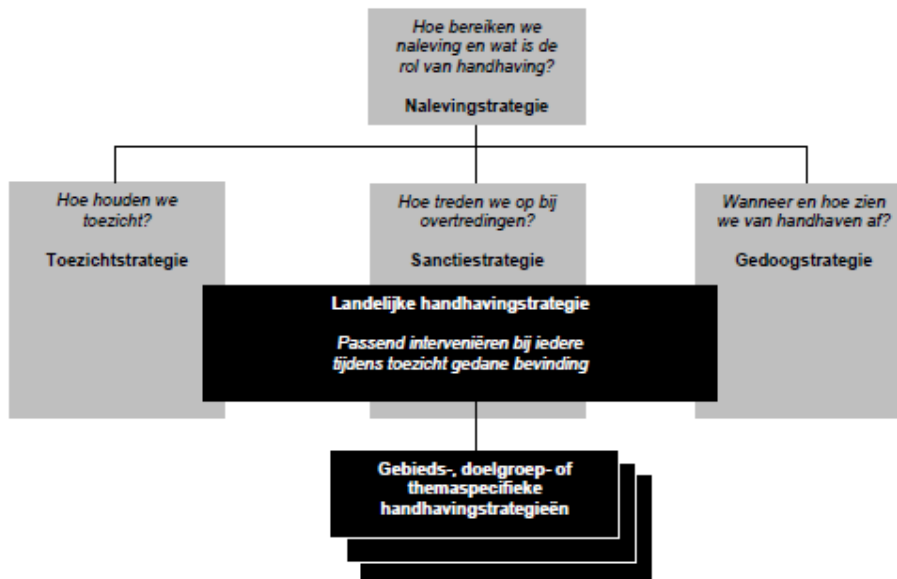 Hoe bereiken we
naleving en wat is de
rol van handhaving?
Nalevingstrategie
Hoe houden we
toezicht?
Toezichtstrategie
Hoe treden we op bij
overtredingen?
Sanctiestrategie
Wanneer en hoe zien
we van handhaven af?
Gedoogstrategie
Landelijke handhavingstrategie
Passend interveniëren bij iedere
tijdens toezicht gedane bevinding
Gebieds-, doelgroep- of
themaspecifieke
handhavingstrategieën